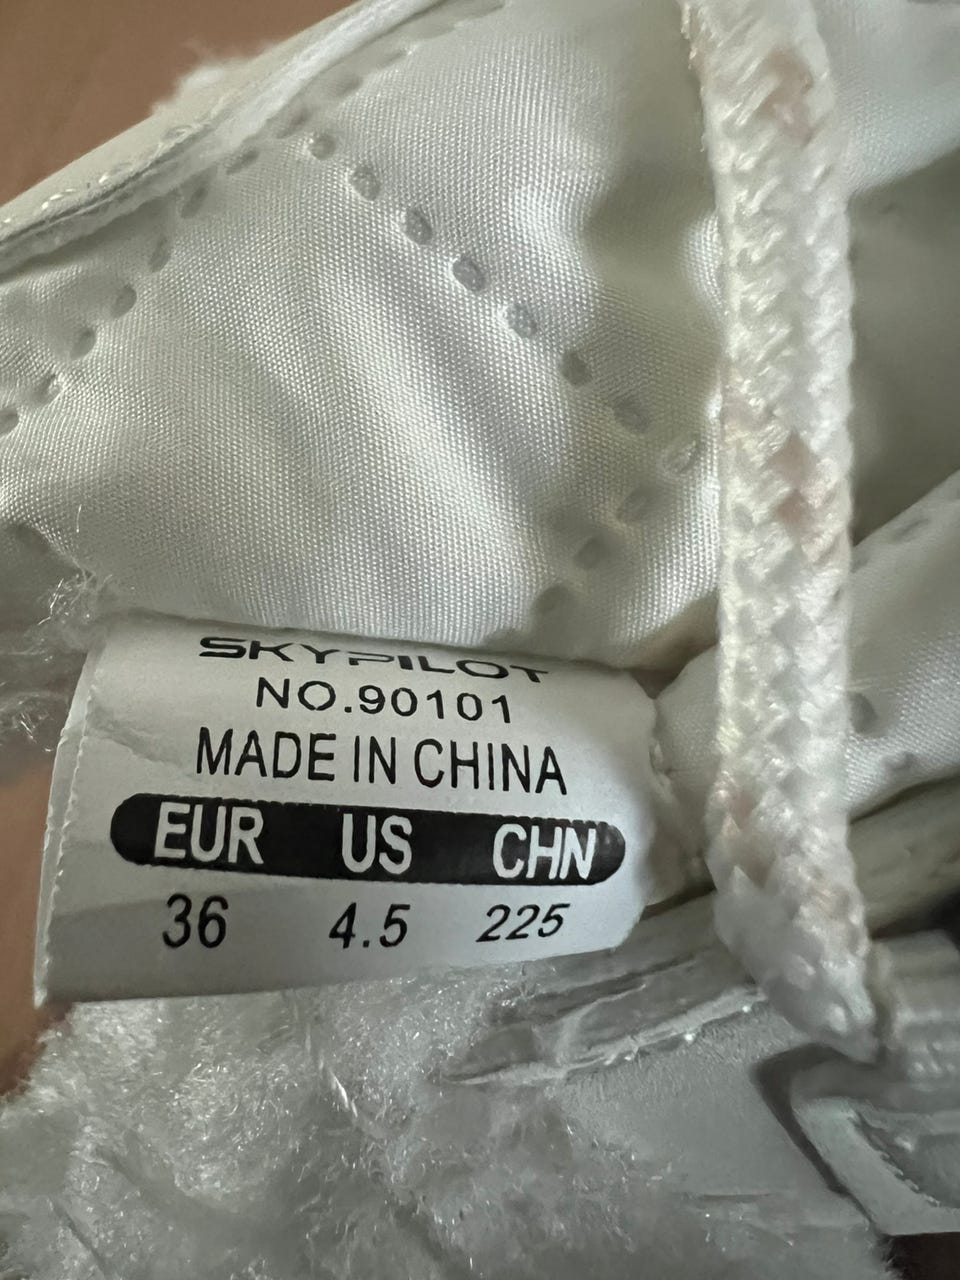 SKYPILOT
NO.90101
MADE IN CHINA
EUR US CHN
36 4.5 225